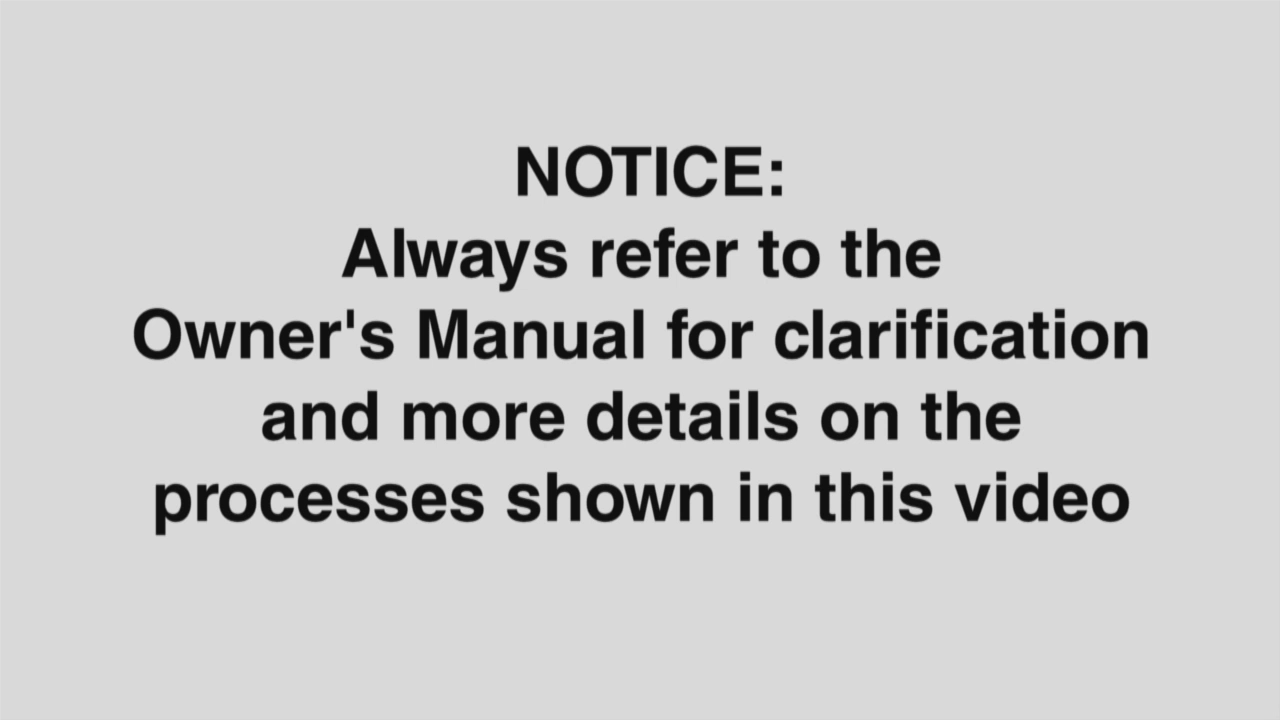 NOTICE:
Always refer to the
Owner's Manual for clarification
and more details on the
processes shown in this video